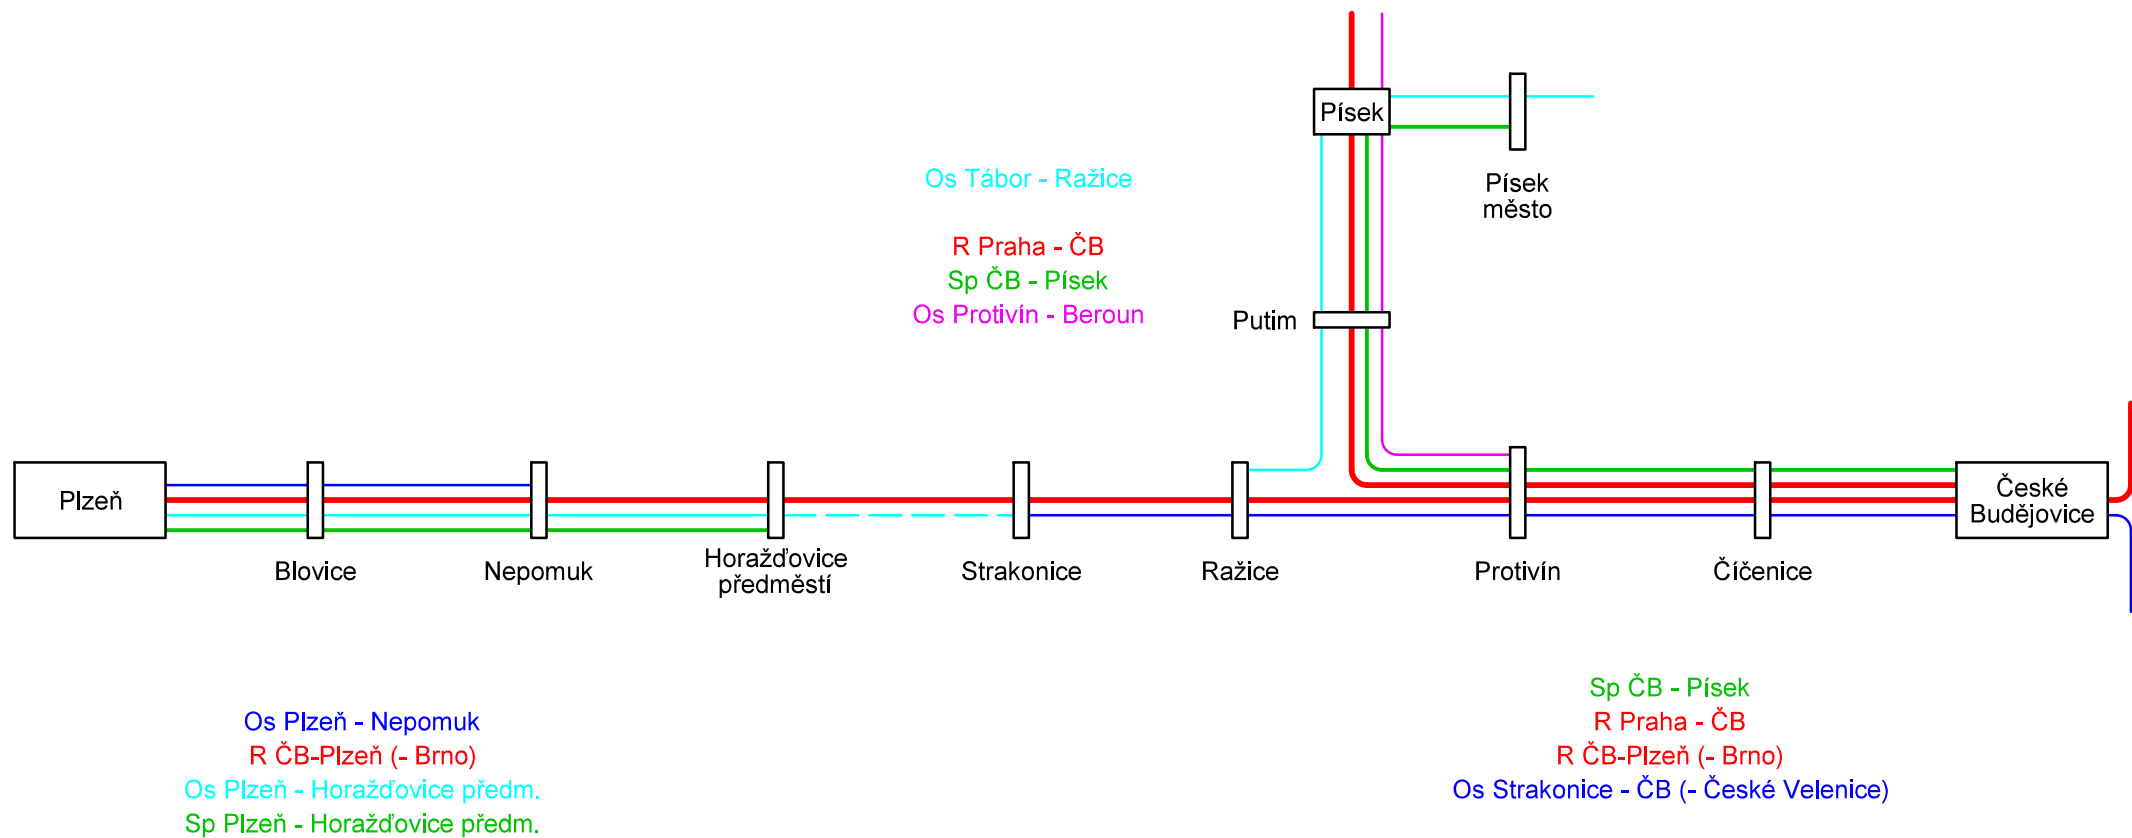 Písek
Písek
město
Os Tábor - Ražice
R Praha - ČB
Sp ČB - Písek
Os Protivín - Beroun
Putim
Plzeň
České
Budějovice
Blovice
Nepomuk
Horažďovice
předměstí
Strakonice
Ražice
Protivín
Číčenice
Os Plzeň - Nepomuk
R ČB-Plzeň (- Brno)
Os Plzeň - Horažďovice předm.
Sp Plzeň - Horažďovice předm.
Sp ČB - Písek
R Praha - ČB
R ČB-Plzeň (- Brno)
Os Strakonice - ČB (- České Velenice)